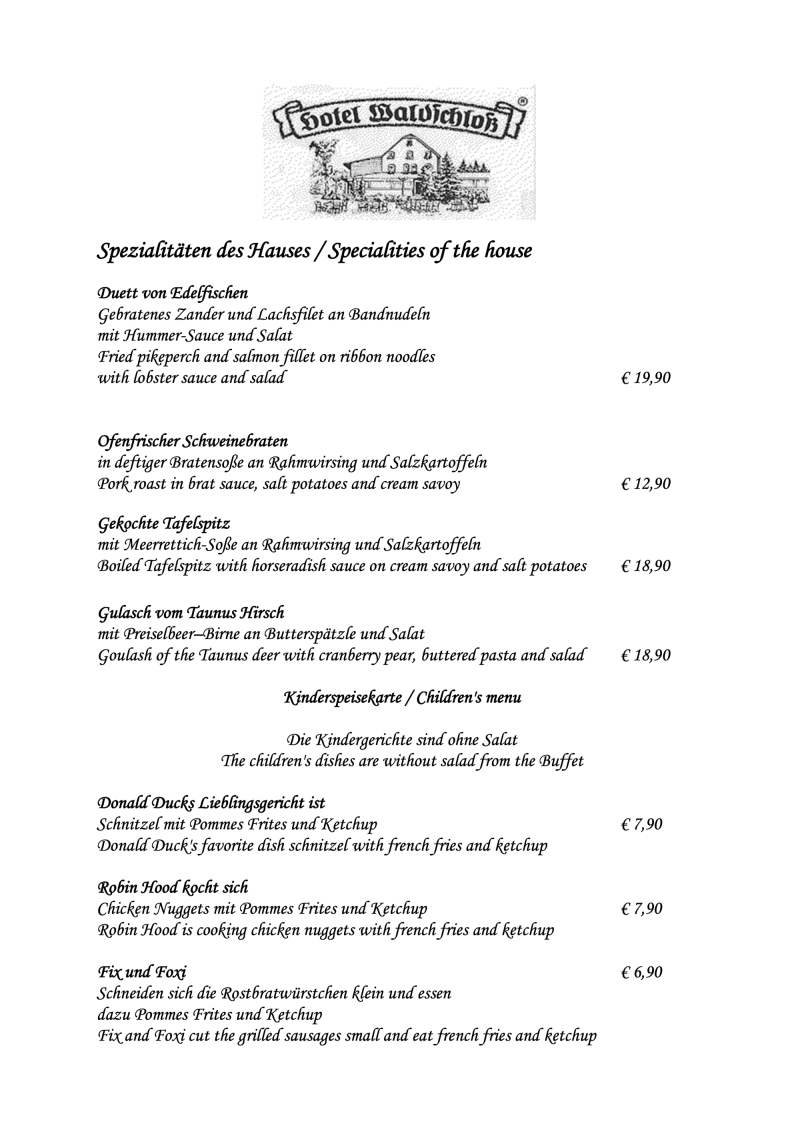 Hotel Waldschloß ®
Spezialitäten des Hauses / Specialities of the house
Duett von Edelfischen
Gebratenes Zander und Lachsfilet an Bandnudeln
mit Hummer-Sauce und Salat
Fried pikeperch and salmon fillet on ribbon noodles
with lobster sauce and salad € 19,90
Ofenfrischer Schweinebraten
in deftiger Bratensoße an Rahmwirsing und Salzkartoffeln
Pork roast in brat sauce, salt potatoes and cream savoy € 12,90
Gekochte Tafelspitz
mit Meerrettich-Soße an Rahmwirsing und Salzkartoffeln
Boiled Tafelspitz with horseradish sauce on cream savoy and salt potatoes € 18,90
Gulasch vom Taunus Hirsch
mit Preiselbeer–Birne an Butterspätzle und Salat
Goulash of the Taunus deer with cranberry pear, buttered pasta and salad € 18,90
Kinderspeisekarte / Children's menu
Die Kindergerichte sind ohne Salat
The children's dishes are without salad from the Buffet
Donald Ducks Lieblingsgericht ist
Schnitzel mit Pommes Frites und Ketchup € 7,90
Donald Duck's favorite dish schnitzel with french fries and ketchup
Robin Hood kocht sich
Chicken Nuggets mit Pommes Frites und Ketchup € 7,90
Robin Hood is cooking chicken nuggets with french fries and ketchup
Fix und Foxi € 6,90
Schneiden sich die Rostbratwürstchen klein und essen
dazu Pommes Frites und Ketchup
Fix and Foxi cut the grilled sausages small and eat french fries and ketchup